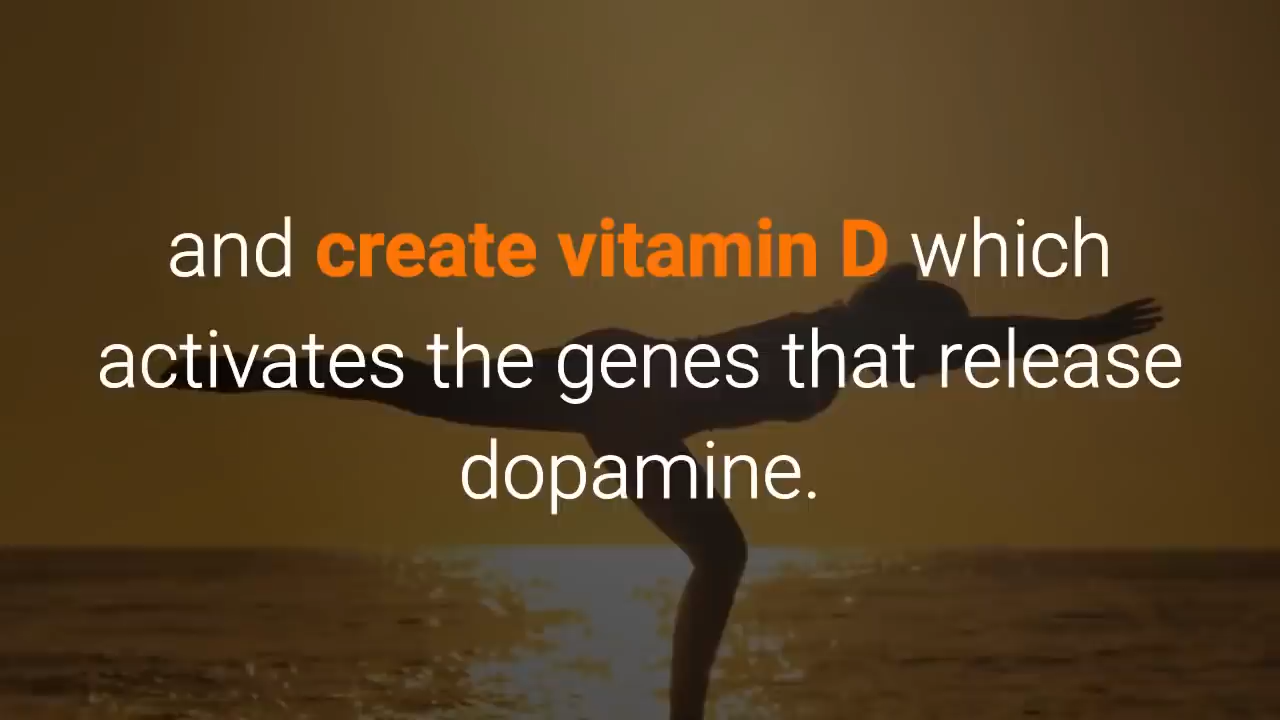 and create vitamin D which
activates the genes that release
dopamine.